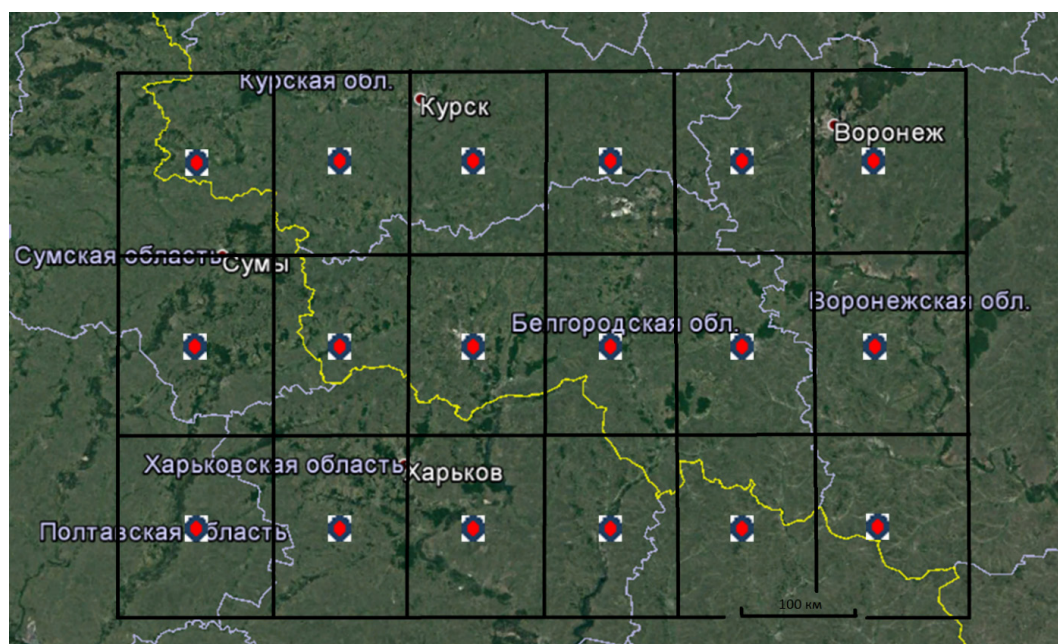 Курская обл.
Курск
Воронеж
Сумская область
Сумы
Воронежская обл.
Белгородская обл.
Харьковская область
Харьков
Полтавская область
100 км